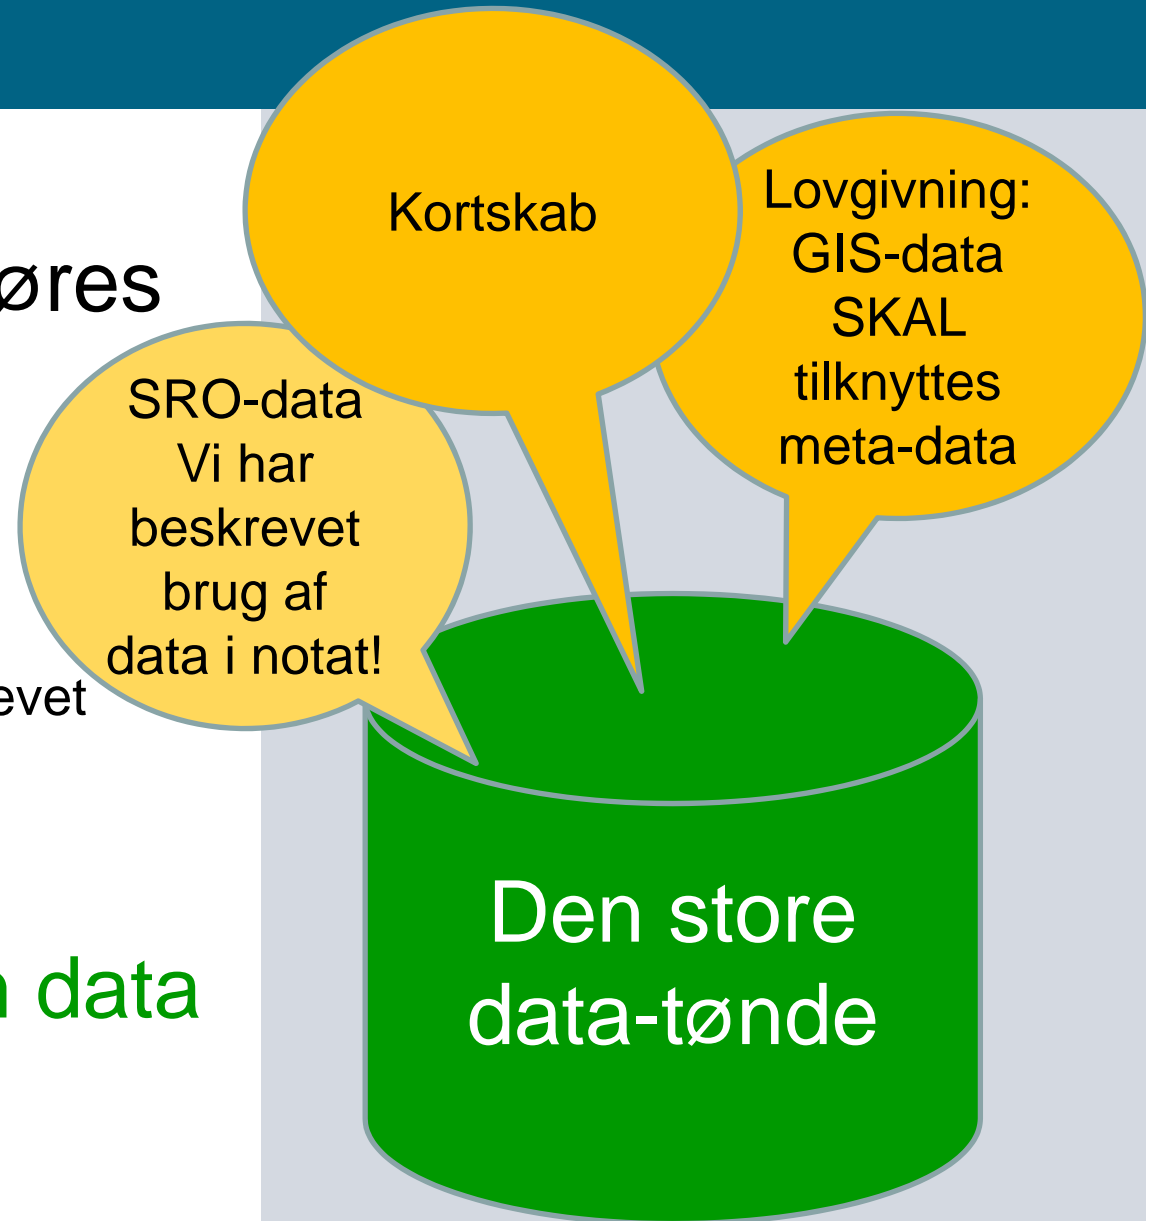 Kortskab
Lovgivning:
GIS-data
SKAL
tilknyttes
meta-data
øres
SRO-data
Vi har
beskrevet
brug af
data i notat!
evet
data
Den store
data-tønde